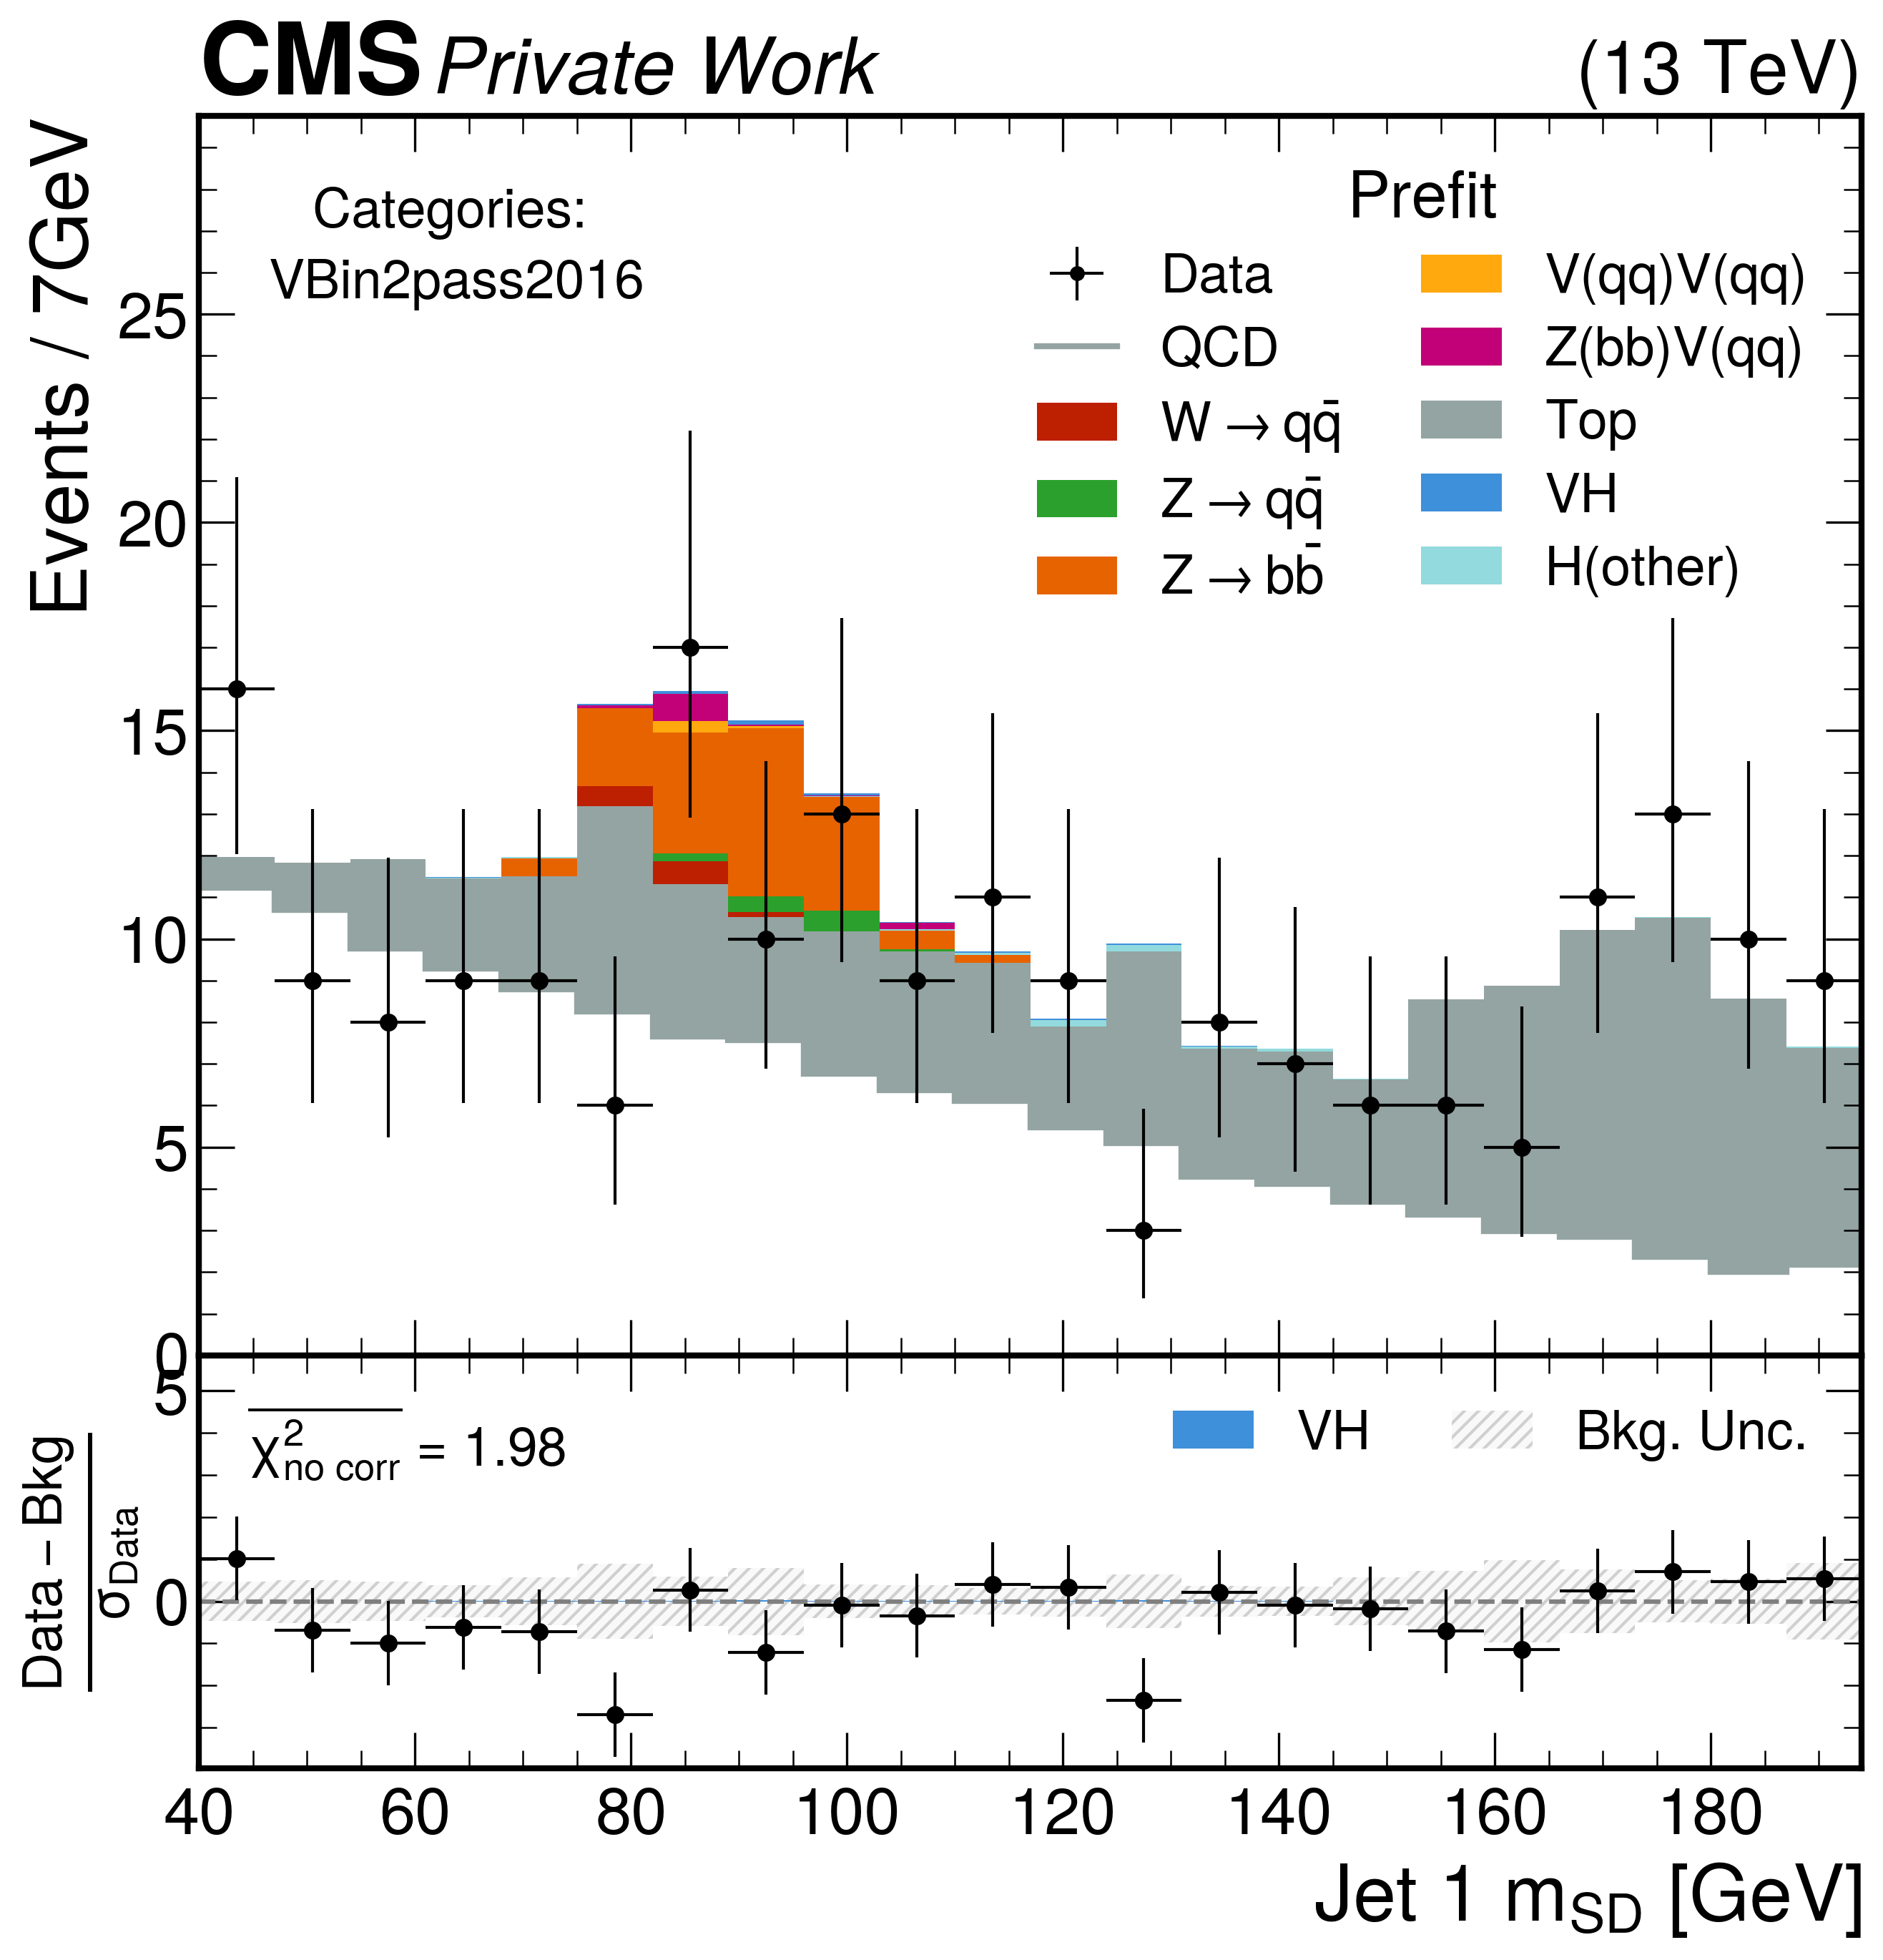 CMS Private Work (13 TeV)
Events / 7GeV
Categories:
VBin2pass2016
Prefit
Data
QCD
W → qq̄
Z → qq̄
Z → bb̄
V(qq)V(qq)
Z(bb)V(qq)
Top
VH
H(other)
25
20
15
10
5
0
Data − Bkg
σData
5
0
χ²no corr = 1.98
VH
Bkg. Unc.
40 60 80 100 120 140 160 180
Jet 1 mSD [GeV]